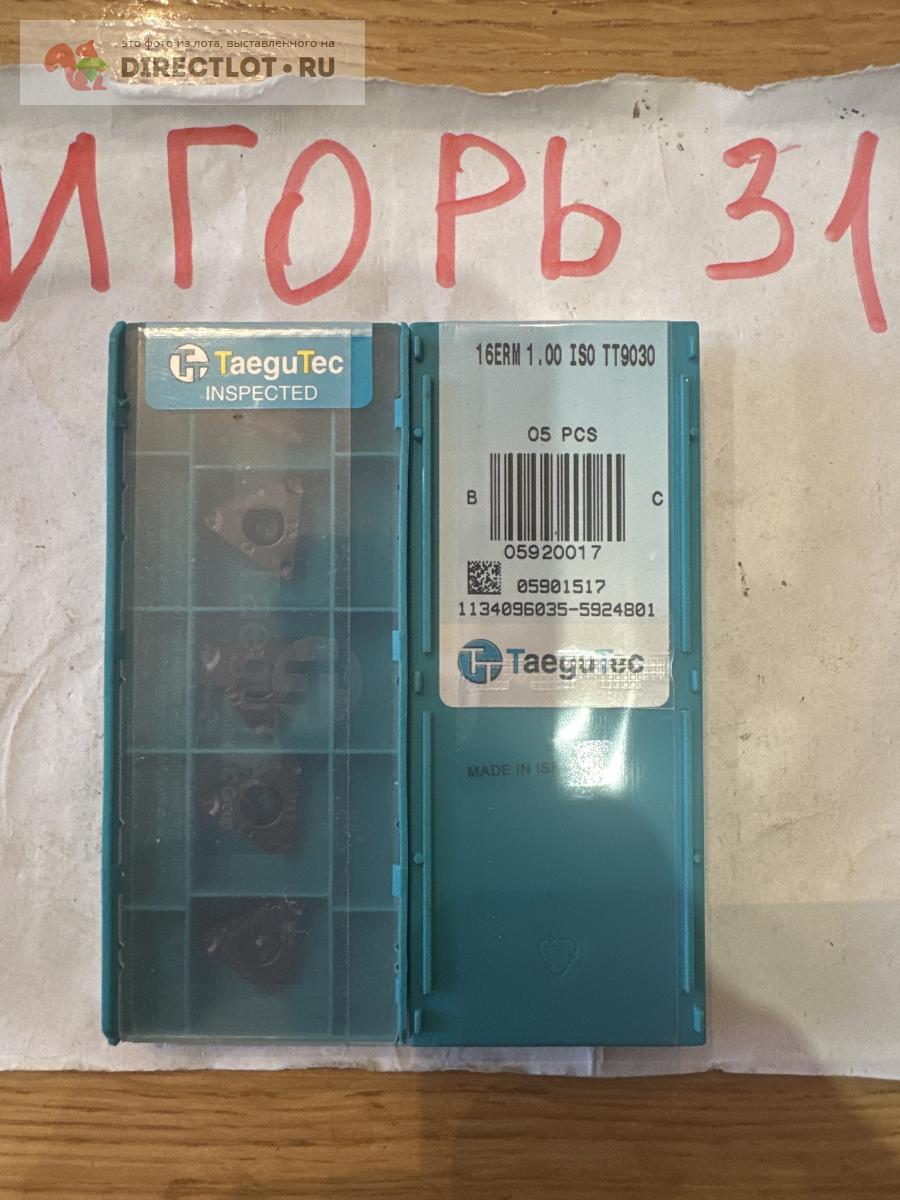 это фото из лота, выставленного на
DIRECTLOT•RU
ИГОРЬ 31
TaeguTec
INSPECTED
16ERM 1.00 ISO TT9030
05 PCS
B C
05920017
05901517
1134096035-5924801
TaeguTec
MADE IN